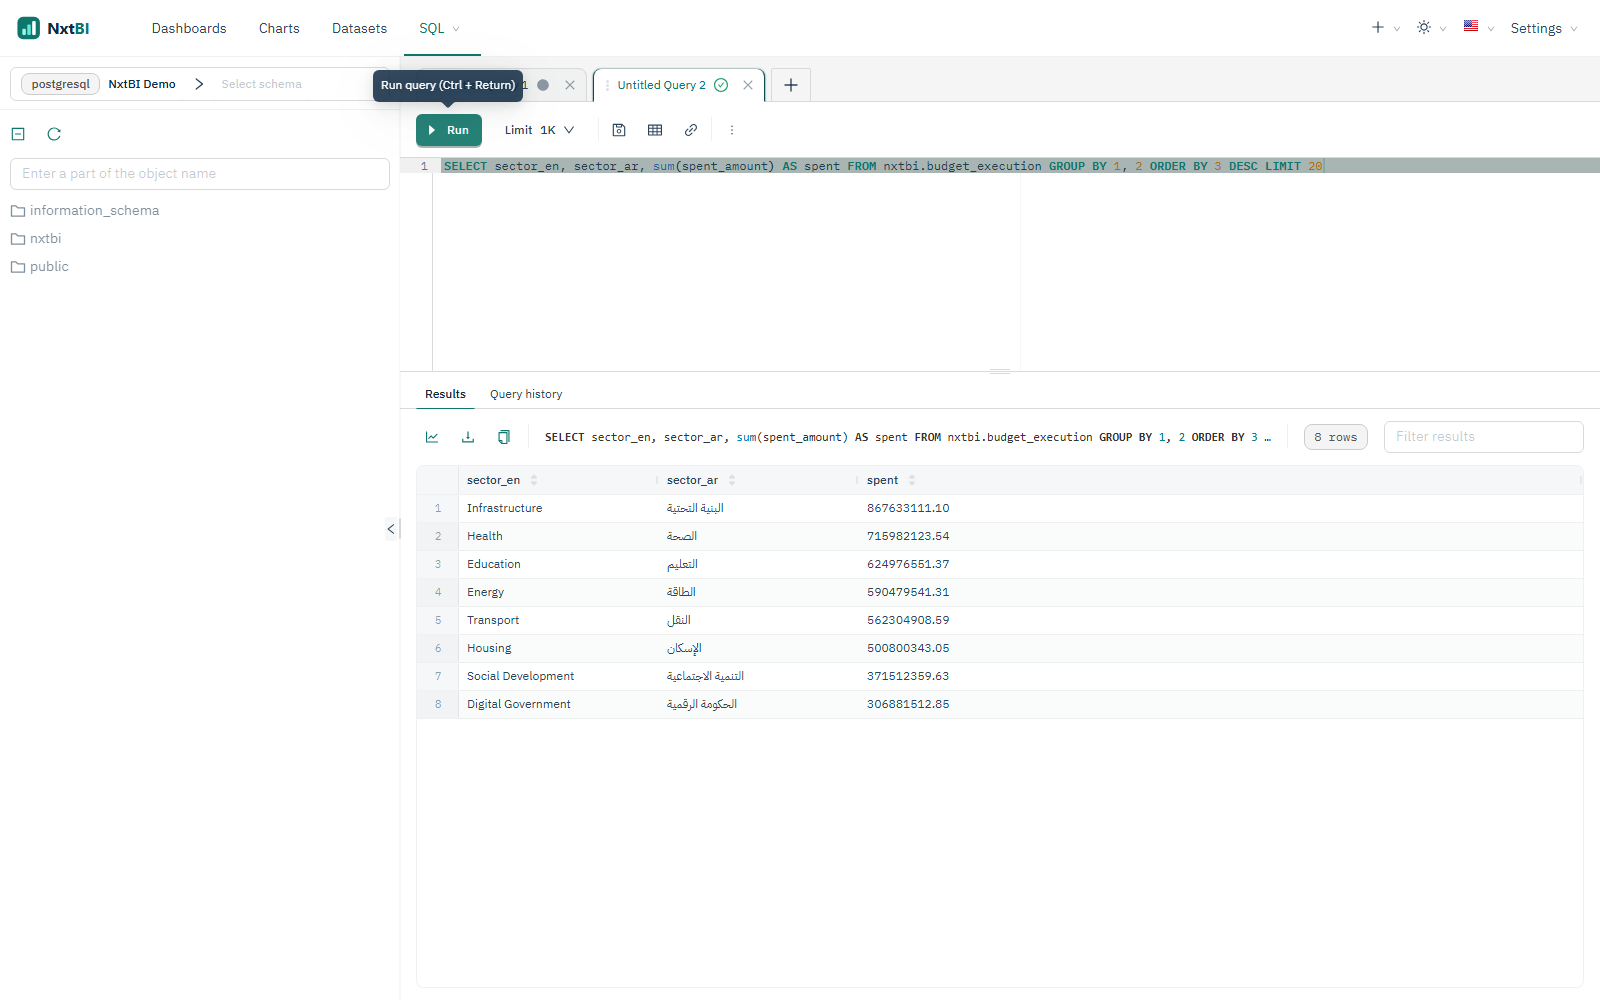 NxtBI Dashboards Charts Datasets SQL Settings
postgresql NxtBI Demo Select schema
Run query (Ctrl + Return) 1 Untitled Query 2
Run Limit 1K
Enter a part of the object name
information_schema
nxtbi
public
1 SELECT sector_en, sector_ar, sum(spent_amount) AS spent FROM nxtbi.budget_execution GROUP BY 1, 2 ORDER BY 3 DESC LIMIT 20
Results Query history
SELECT sector_en, sector_ar, sum(spent_amount) AS spent FROM nxtbi.budget_execution GROUP BY 1, 2 ORDER BY 3 … 8 rows Filter results
sector_en sector_ar spent
1 Infrastructure البنية التحتية 867633111.10
2 Health الصحة 715982123.54
3 Education التعليم 624976551.37
4 Energy الطاقة 590479541.31
5 Transport النقل 562304908.59
6 Housing الإسكان 500800343.05
7 Social Development التنمية الاجتماعية 371512359.63
8 Digital Government الحكومة الرقمية 306881512.85